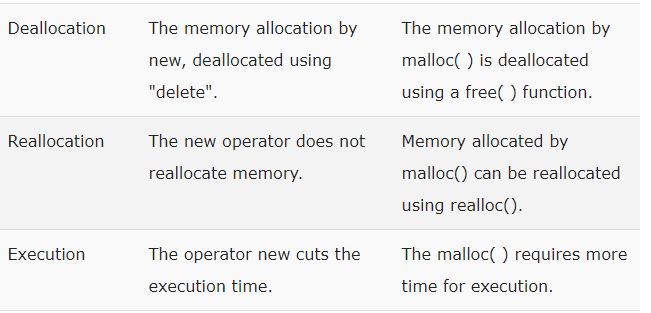 Deallocation
The memory allocation by
new, deallocated using
"delete".
The memory allocation by
malloc( ) is deallocated
using a free( ) function.
Reallocation
The new operator does not
reallocate memory.
Memory allocated by
malloc() can be reallocated
using realloc().
Execution
The operator new cuts the
execution time.
The malloc( ) requires more
time for execution.